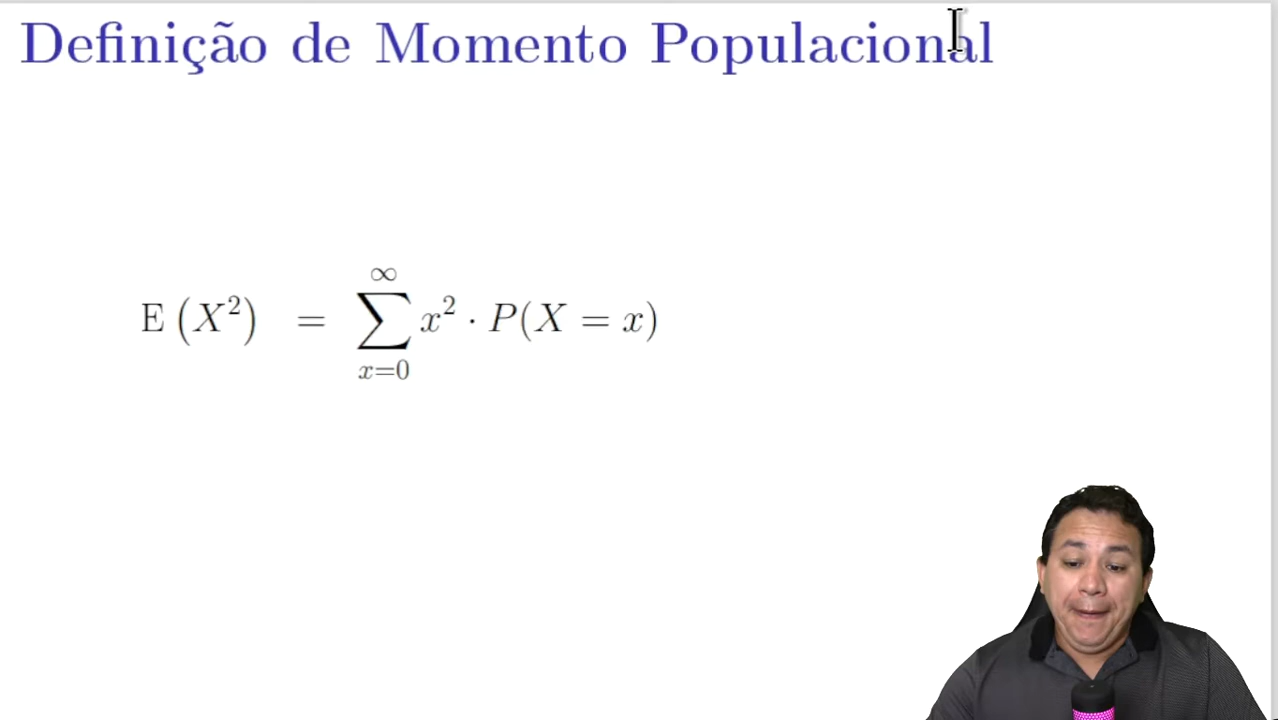 Definição de Momento Populacional
E (X²) = ∑_{x=0}^{∞} x² · P(X = x)